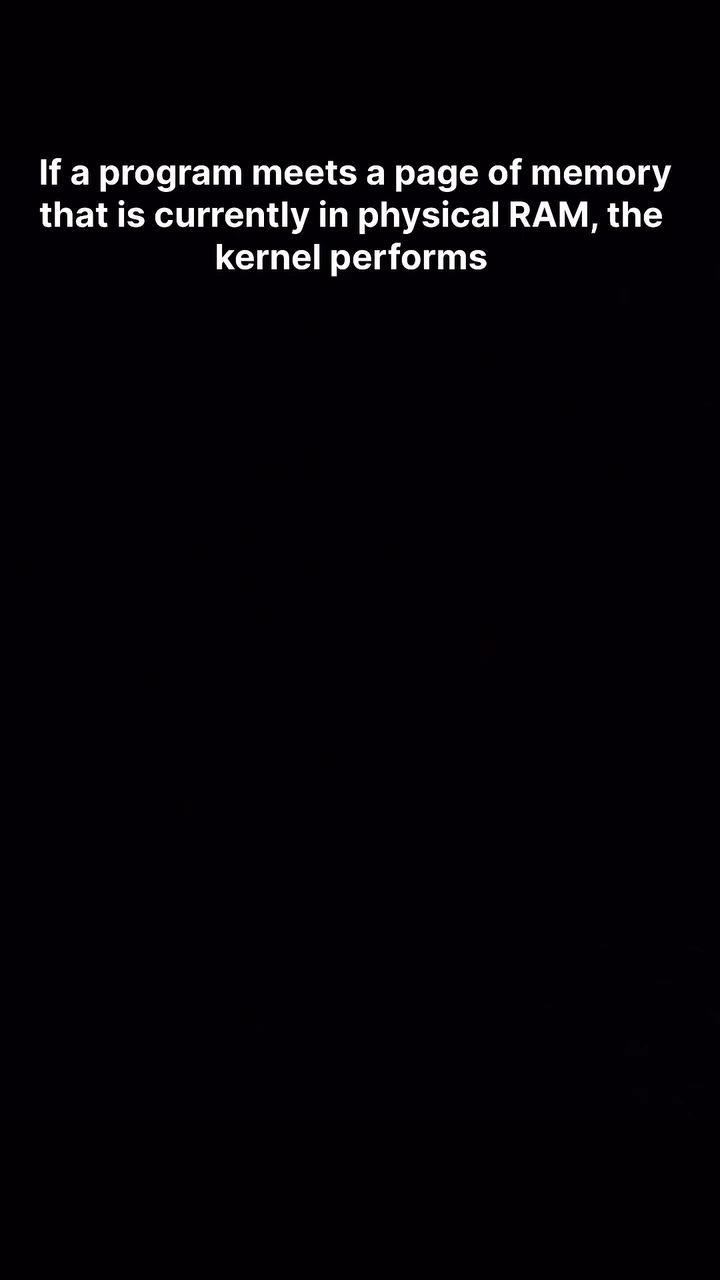 If a program meets a page of memory
that is currently in physical RAM, the
kernel performs